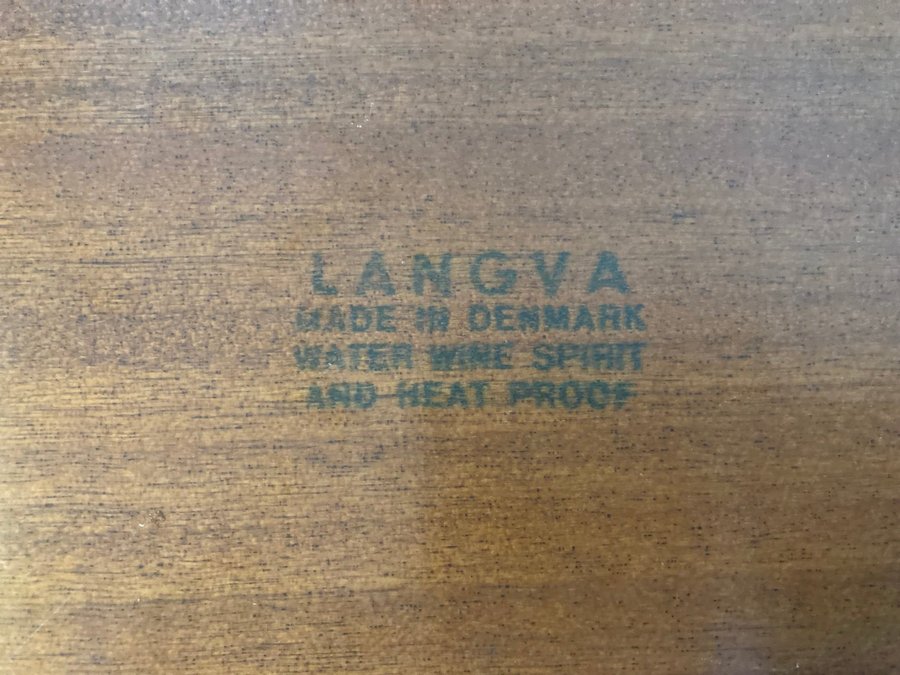 LANGVA
MADE IN DENMARK
WATER WINE SPIRIT
AND HEAT PROOF